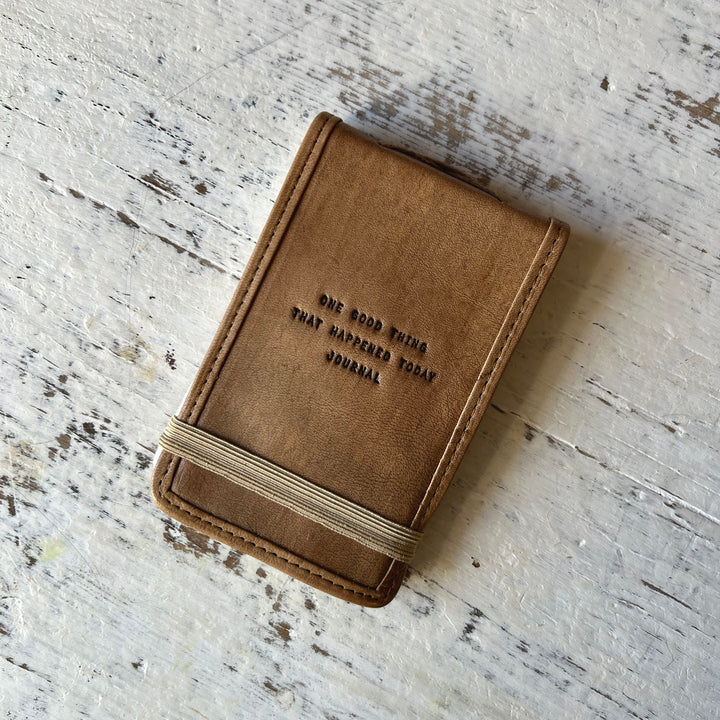 ONE GOOD THING
THAT HAPPENED TODAY
JOURNAL